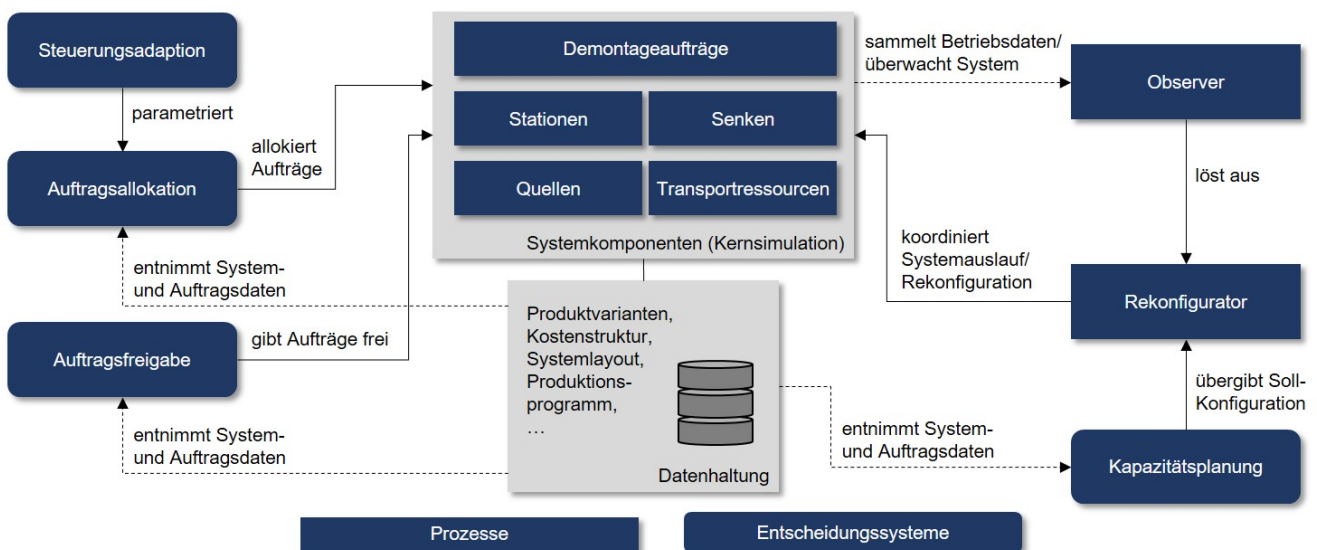 Steuerungsadaption
parametriert
Auftragsallokation
allokiert
Aufträge
entnimmt System-
und Auftragsdaten
Auftragsfreigabe
gibt Aufträge frei
entnimmt System-
und Auftragsdaten
Demontageaufträge
Stationen
Senken
Quellen
Transportressourcen
Systemkomponenten (Kernsimulation)
Produktvarianten,
Kostenstruktur,
Systemlayout,
Produktions-
programm,
…
Datenhaltung
sammelt Betriebsdaten/
überwacht System
Observer
löst aus
koordiniert
Systemauslauf/
Rekonfiguration
Rekonfigurator
übergibt Soll-
Konfiguration
entnimmt System-
und Auftragsdaten
Kapazitätsplanung
Prozesse
Entscheidungssysteme